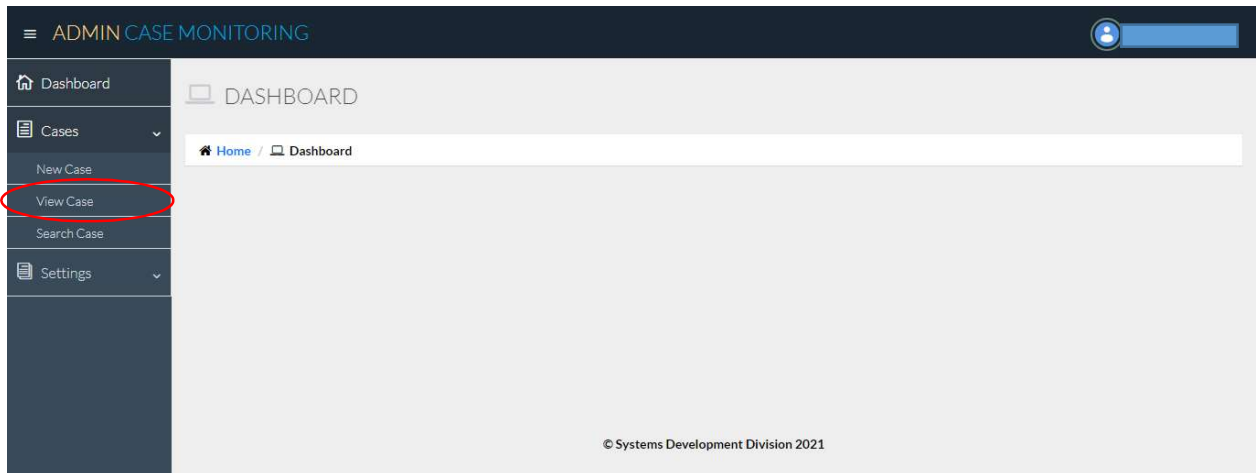 ADMIN CASE MONITORING
Dashboard
Cases
New Case
View Case
Search Case
Settings
DASHBOARD
Home / Dashboard
© Systems Development Division 2021